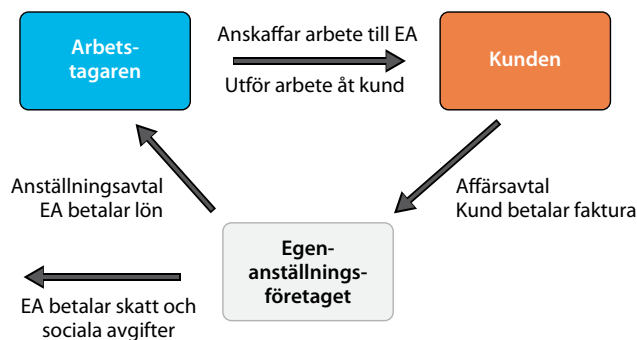 Arbets-
tagaren
Anskaffar arbete till EA
Utför arbete åt kund
Kunden
Anställningsavtal
EA betalar lön
Affärsavtal
Kund betalar faktura
Egen-
anställnings-
företaget
EA betalar skatt och
sociala avgifter